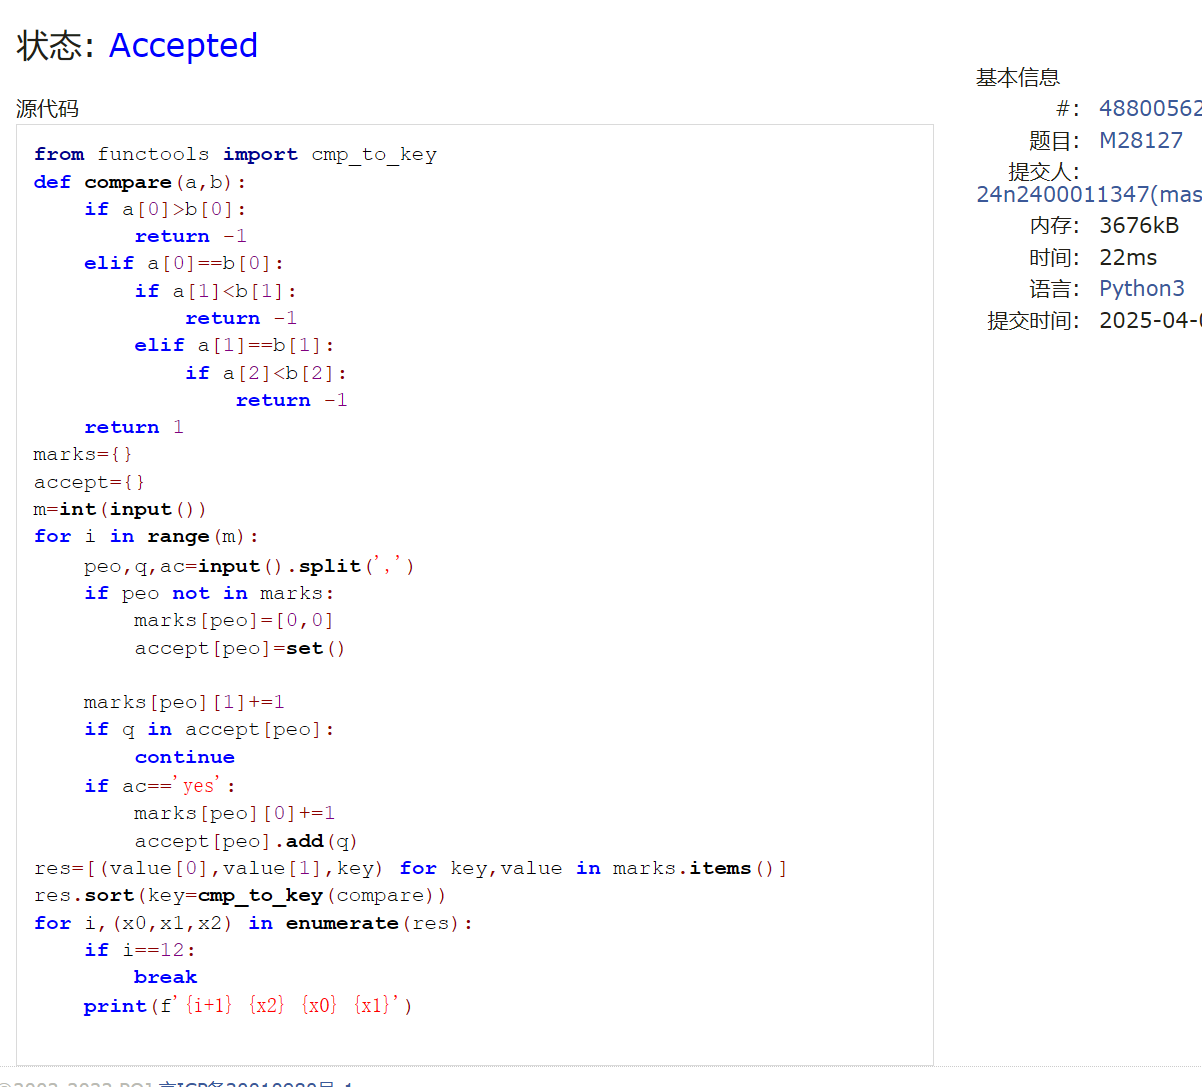 状态: Accepted
源代码
from functools import cmp_to_key
def compare(a,b):
    if a[0]>b[0]:
        return -1
    elif a[0]==b[0]:
        if a[1]<b[1]:
            return -1
        elif a[1]==b[1]:
            if a[2]<b[2]:
                return -1
    return 1
marks={}
accept={}
m=int(input())
for i in range(m):
    peo,q,ac=input().split(',')
    if peo not in marks:
        marks[peo]=[0,0]
        accept[peo]=set()

    marks[peo][1]+=1
    if q in accept[peo]:
        continue
    if ac=='yes':
        marks[peo][0]+=1
        accept[peo].add(q)
res=[(value[0],value[1],key) for key,value in marks.items()]
res.sort(key=cmp_to_key(compare))
for i,(x0,x1,x2) in enumerate(res):
    if i==12:
        break
    print(f'{i+1} {x2} {x0} {x1}')
基本信息
#: 48800562
题目: M28127
提交人:
24n2400011347(mas
内存: 3676kB
时间: 22ms
语言: Python3
提交时间: 2025-04-